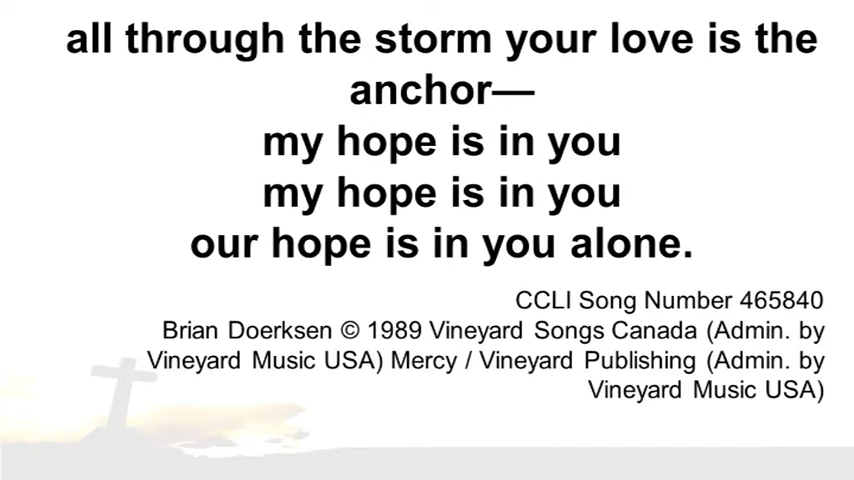 all through the storm your love is the
anchor—
my hope is in you
my hope is in you
our hope is in you alone.
CCLI Song Number 465840
Brian Doerksen © 1989 Vineyard Songs Canada (Admin. by
Vineyard Music USA) Mercy / Vineyard Publishing (Admin. by
Vineyard Music USA)